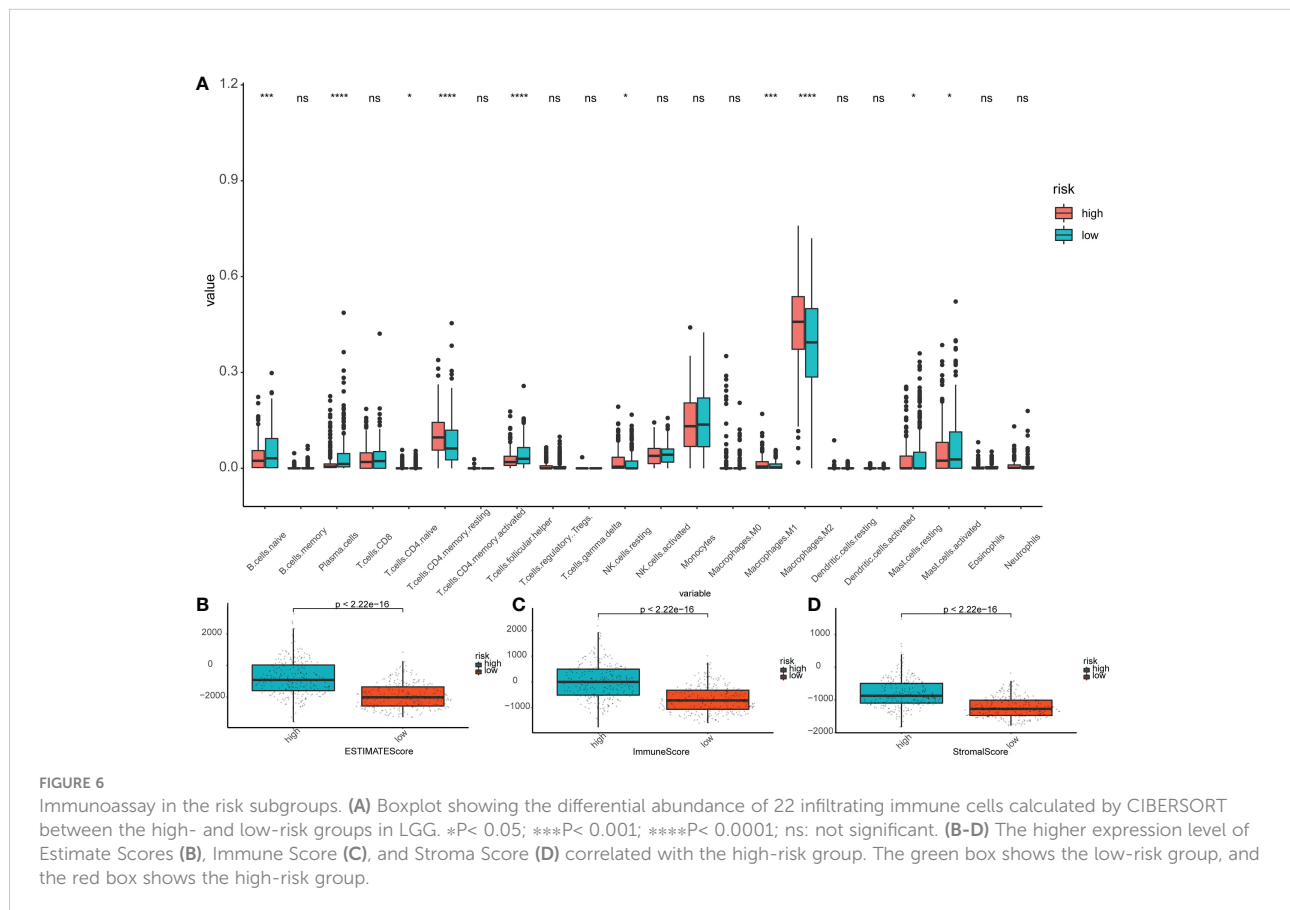 A
1.2
*** ns **** ns * **** ns **** ns ns * ns ns ns *** **** ns ns * * ns ns
0.9
risk
high
low
value
0.6
0.3
0.0
B.cells.naive
B.cells.memory
Plasma.cells
T.cells.CD8
T.cells.CD4.naive
T.cells.CD4.memory.resting
T.cells.CD4.memory.activated
T.cells.follicular.helper
T.cells.regulatory..Tregs.
T.cells.gamma.delta
NK.cells.resting
NK.cells.activated
Monocytes
Macrophages.M0
Macrophages.M1
Macrophages.M2
Dendritic.cells.resting
Dendritic.cells.activated
Mast.cells.resting
Mast.cells.activated
Eosinophils
Neutrophils
variable
B
p < 2.22e−16
2000
0
−2000
risk
high
low
high
low
ESTIMATEScore
C
p < 2.22e−16
2000
1000
0
−1000
risk
high
low
high
low
ImmuneScore
D
p < 2.22e−16
1000
0
−1000
−2000
risk
high
low
high
low
StromalScore
FIGURE 6
Immunoassay in the risk subgroups. (A) Boxplot showing the differential abundance of 22 infiltrating immune cells calculated by CIBERSORT
between the high- and low-risk groups in LGG. *P< 0.05; ***P< 0.001; ****P< 0.0001; ns: not significant. (B-D) The higher expression level of
Estimate Scores (B), Immune Score (C), and Stroma Score (D) correlated with the high-risk group. The green box shows the low-risk group, and
the red box shows the high-risk group.